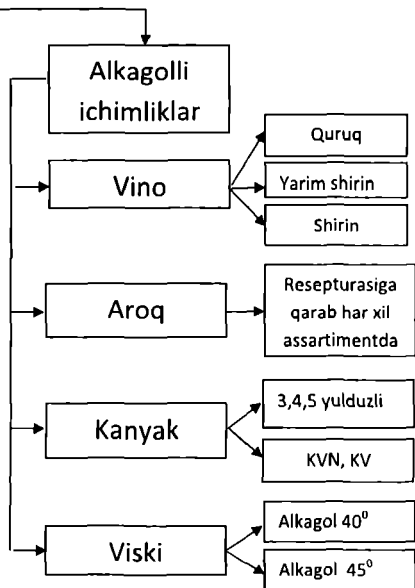 Alkagolli
ichimliklar
Vino
Quruq
Yarim shirin
Shirin
Aroq
Resepturasiga
qarab har xil
assartimentda
Kanyak
3,4,5 yulduzli
KVN, KV
Viski
Alkagol 40⁰
Alkagol 45⁰